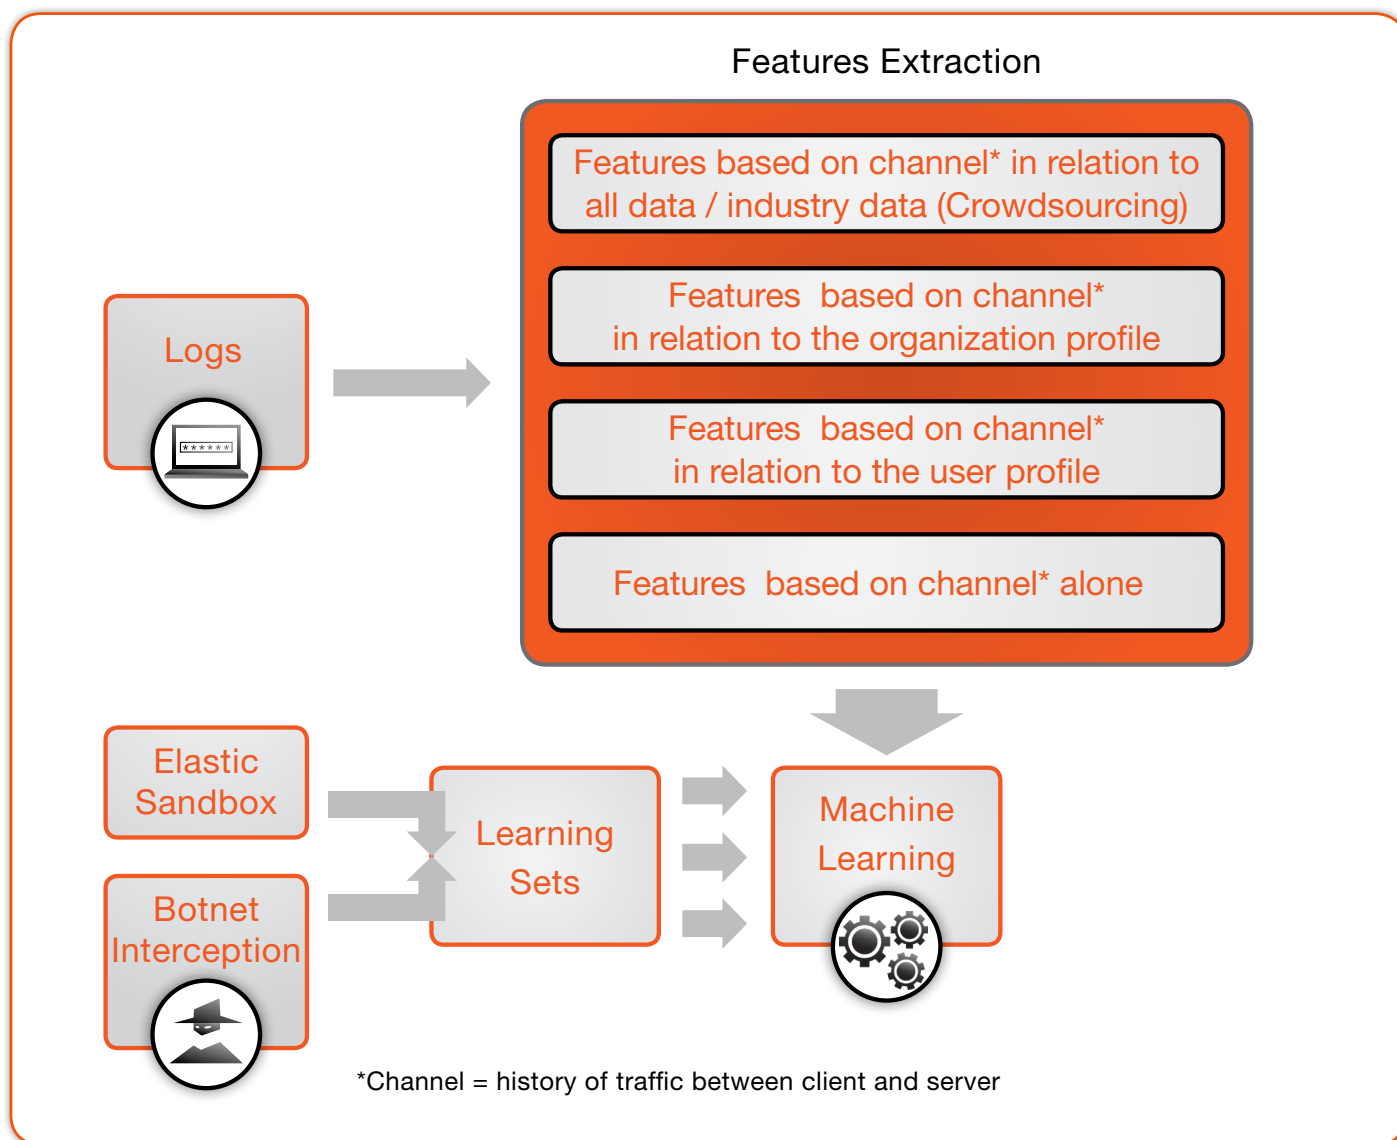 Features Extraction
Features based on channel* in relation to
all data / industry data (Crowdsourcing)
Features based on channel*
in relation to the organization profile
Logs
******
Features based on channel*
in relation to the user profile
Features based on channel* alone
Elastic
Sandbox
Learning
Sets
Machine
Learning
Botnet
Interception
*Channel = history of traffic between client and server